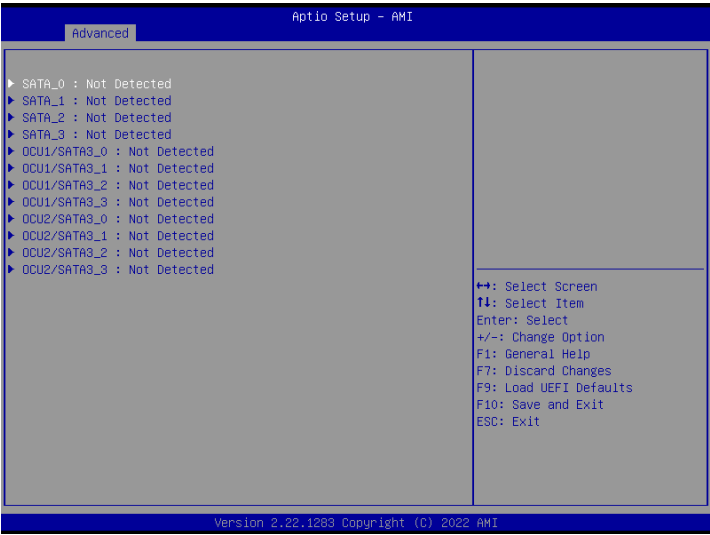 Aptio Setup – AMI
Advanced
SATA_0 : Not Detected
SATA_1 : Not Detected
SATA_2 : Not Detected
SATA_3 : Not Detected
OCU1/SATA3_0 : Not Detected
OCU1/SATA3_1 : Not Detected
OCU1/SATA3_2 : Not Detected
OCU1/SATA3_3 : Not Detected
OCU2/SATA3_0 : Not Detected
OCU2/SATA3_1 : Not Detected
OCU2/SATA3_2 : Not Detected
OCU2/SATA3_3 : Not Detected
↔: Select Screen
↑↓: Select Item
Enter: Select
+/-: Change Option
F1: General Help
F7: Discard Changes
F9: Load UEFI Defaults
F10: Save and Exit
ESC: Exit
Version 2.22.1283 Copyright (C) 2022 AMI